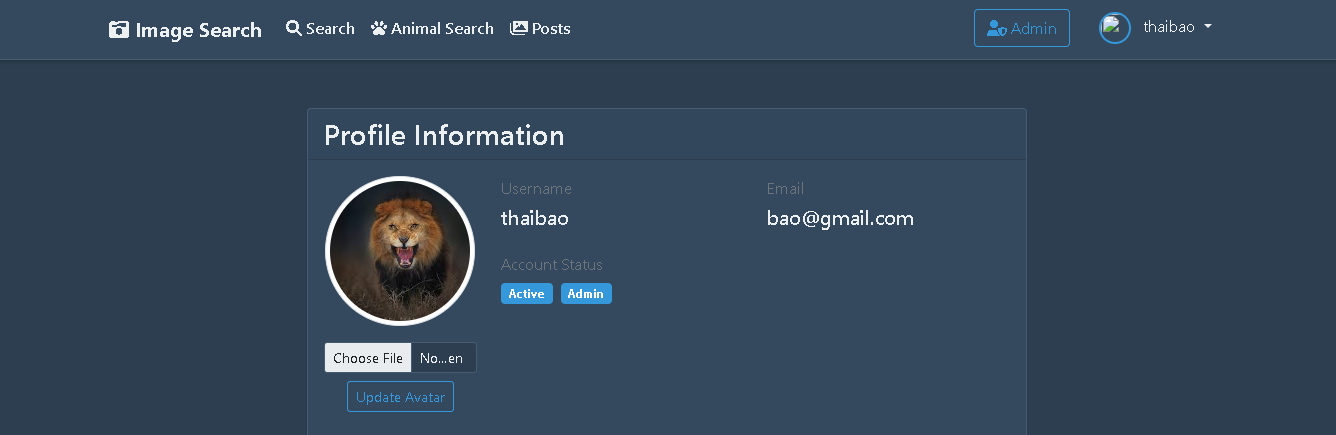 Image Search Search Animal Search Posts Admin thaibao
Profile Information
Username Email
thaibao bao@gmail.com
Account Status
Active Admin
Choose File No...en
Update Avatar